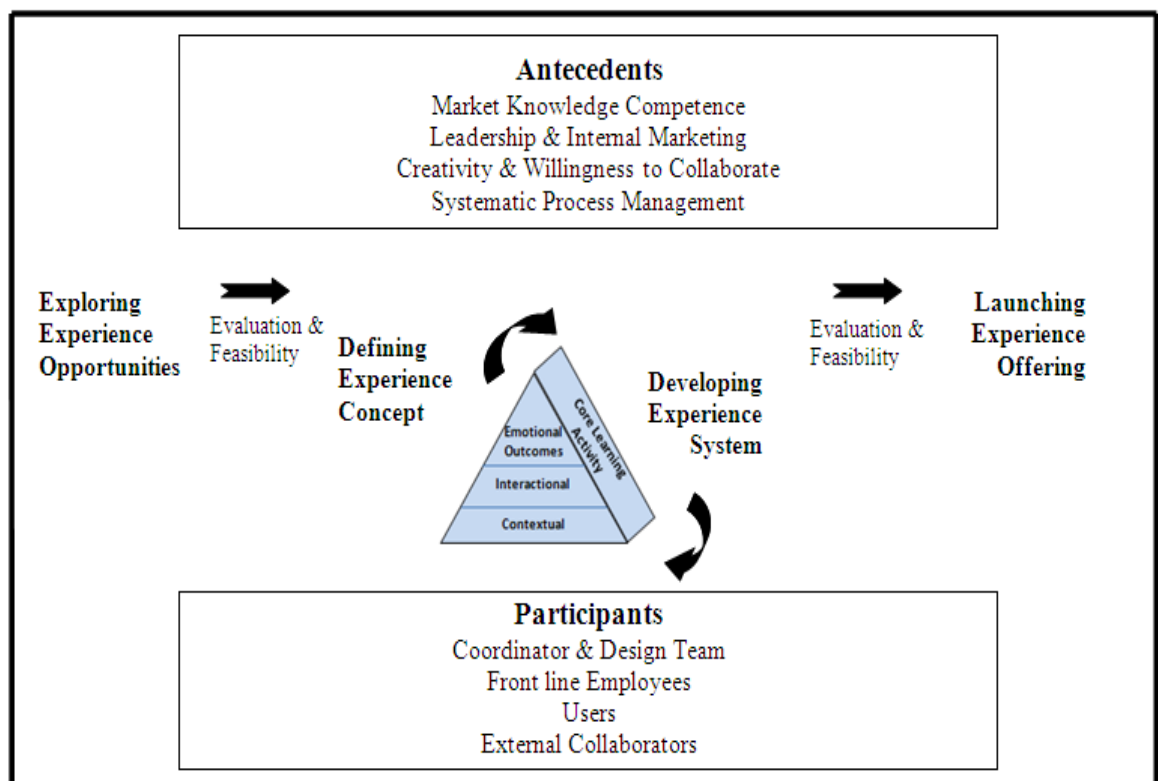 Antecedents
Market Knowledge Competence
Leadership & Internal Marketing
Creativity & Willingness to Collaborate
Systematic Process Management
Exploring
Experience
Opportunities
Evaluation &
Feasibility
Defining
Experience
Concept
Emotional
Outcomes
Interactional
Contextual
Core Learning
Activity
Developing
Experience
System
Evaluation &
Feasibility
Launching
Experience
Offering
Participants
Coordinator & Design Team
Front line Employees
Users
External Collaborators